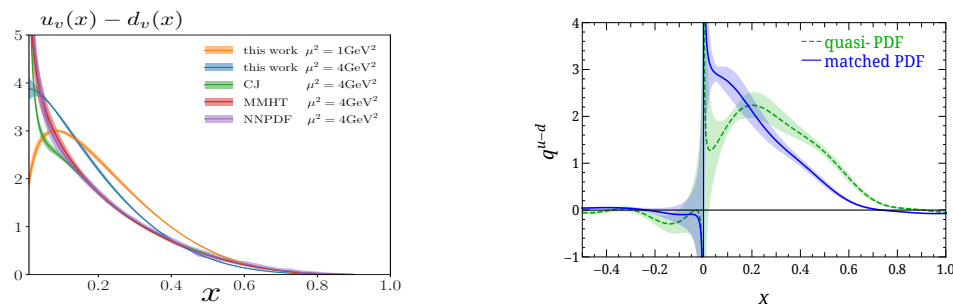 u_v(x) − d_v(x)
5
4
3
2
1
0
this work μ² = 1GeV²
this work μ² = 4GeV²
CJ μ² = 4GeV²
MMHT μ² = 4GeV²
NNPDF μ² = 4GeV²
0.2 0.4 0.6 0.8 1.0
x
4
3
2
1
0
−1
q^{u-d}
quasi-PDF
matched PDF
−0.4 −0.2 0 0.2 0.4 0.6 0.8 1.0
x